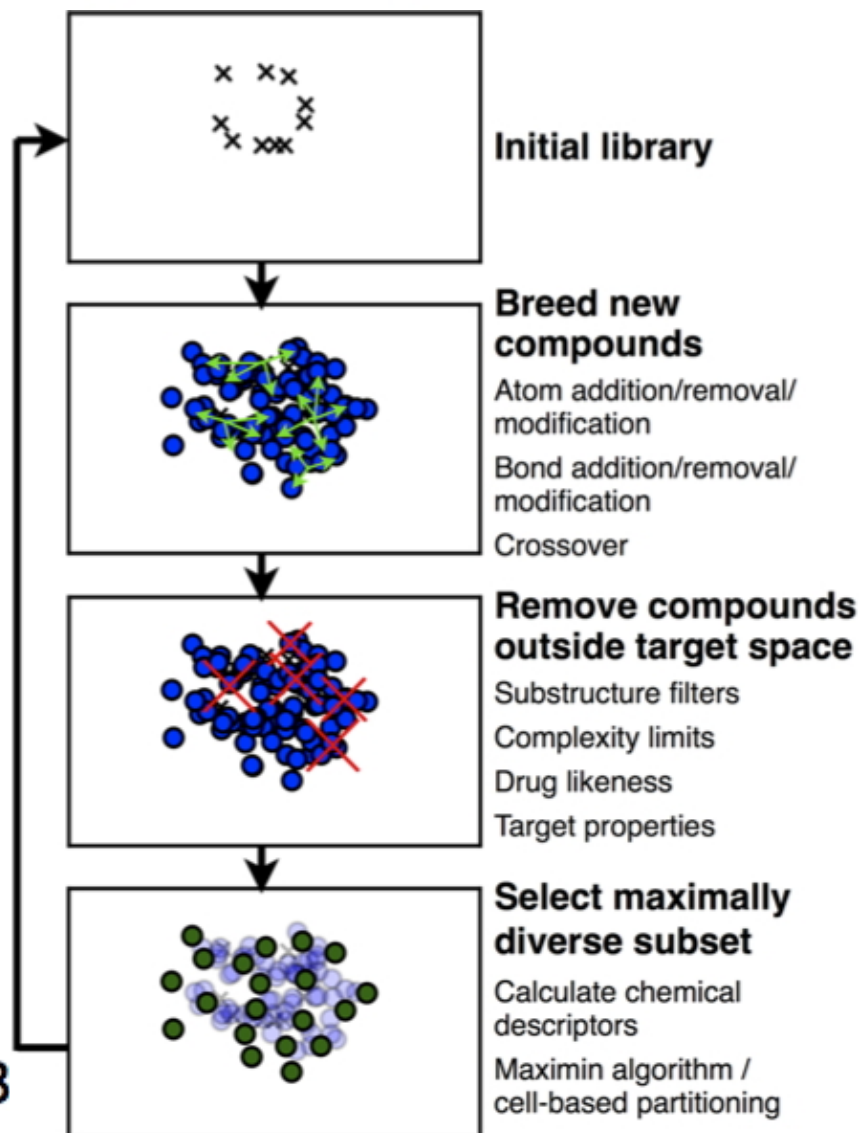 Initial library
Breed new
compounds
Atom addition/removal/
modification
Bond addition/removal/
modification
Crossover
Remove compounds
outside target space
Substructure filters
Complexity limits
Drug likeness
Target properties
Select maximally
diverse subset
Calculate chemical
descriptors
Maximin algorithm /
cell-based partitioning